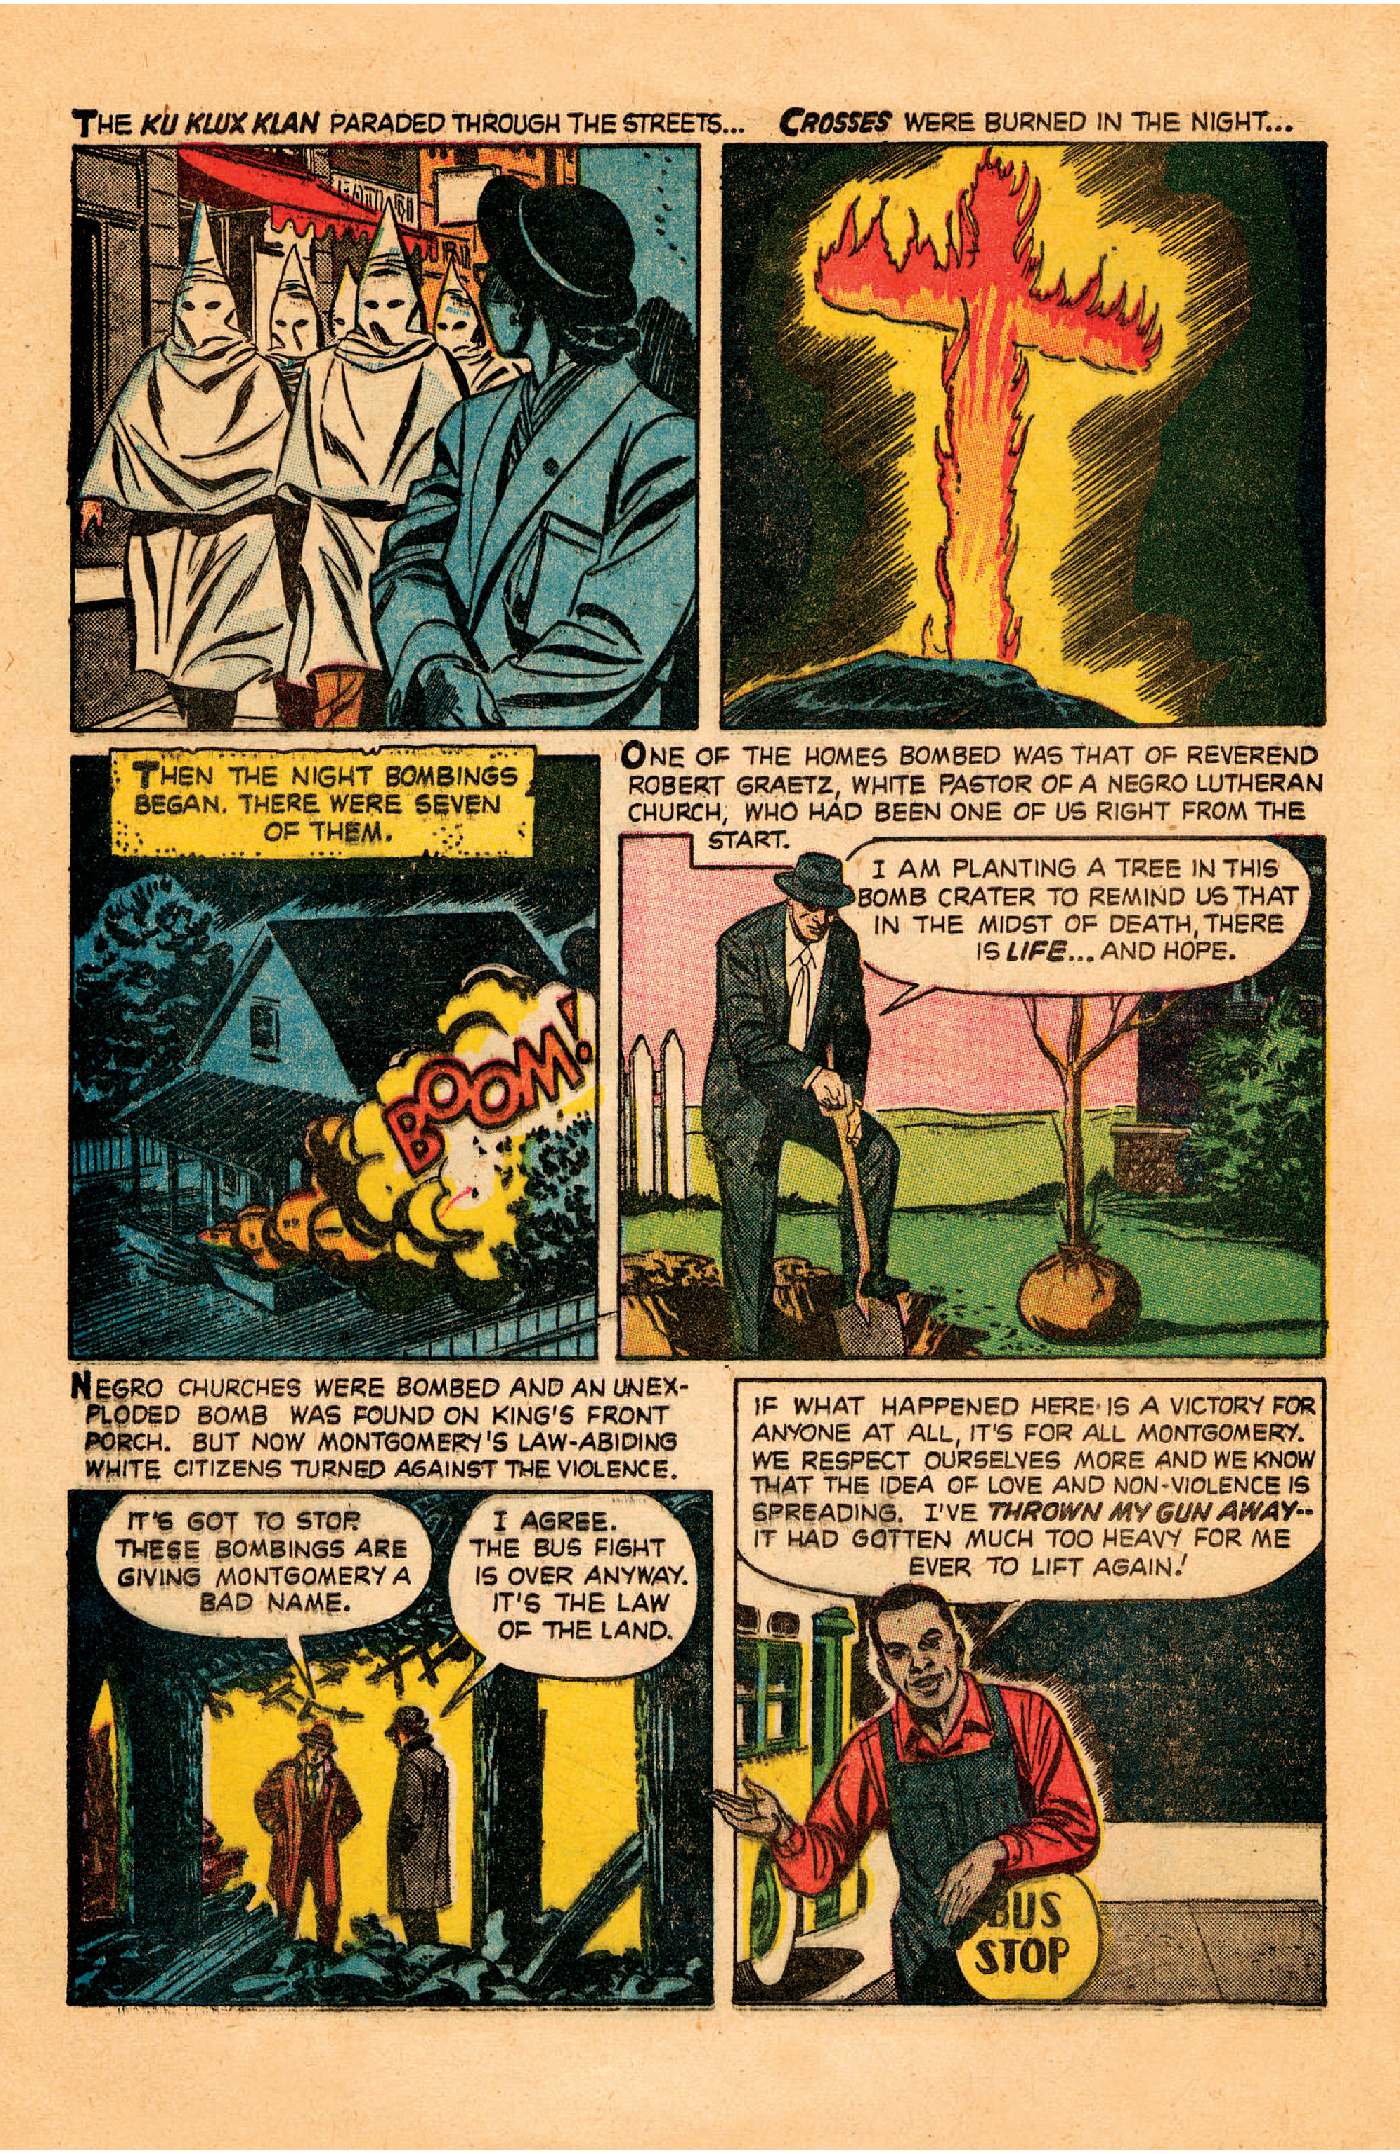 THE KU KLUX KLAN PARADED THROUGH THE STREETS...
CROSSES WERE BURNED IN THE NIGHT...
THEN THE NIGHT BOMBINGS
BEGAN. THERE WERE SEVEN
OF THEM.
BOOM!
ONE OF THE HOMES BOMBED WAS THAT OF REVEREND
ROBERT GRAETZ, WHITE PASTOR OF A NEGRO LUTHERAN
CHURCH, WHO HAD BEEN ONE OF US RIGHT FROM THE
START.
I AM PLANTING A TREE IN THIS
BOMB CRATER TO REMIND US THAT
IN THE MIDST OF DEATH, THERE
IS LIFE... AND HOPE.
NEGRO CHURCHES WERE BOMBED AND AN UNEX-
PLODED BOMB WAS FOUND ON KING'S FRONT
PORCH. BUT NOW MONTGOMERY'S LAW-ABIDING
WHITE CITIZENS TURNED AGAINST THE VIOLENCE.
IT'S GOT TO STOP.
THESE BOMBINGS ARE
GIVING MONTGOMERY A
BAD NAME.
I AGREE.
THE BUS FIGHT
IS OVER ANYWAY.
IT'S THE LAW
OF THE LAND.
IF WHAT HAPPENED HERE IS A VICTORY FOR
ANYONE AT ALL, IT'S FOR ALL MONTGOMERY.
WE RESPECT OURSELVES MORE AND WE KNOW
THAT THE IDEA OF LOVE AND NON-VIOLENCE IS
SPREADING. I'VE THROWN MY GUN AWAY--
IT HAD GOTTEN MUCH TOO HEAVY FOR ME
EVER TO LIFT AGAIN!
BUS
STOP